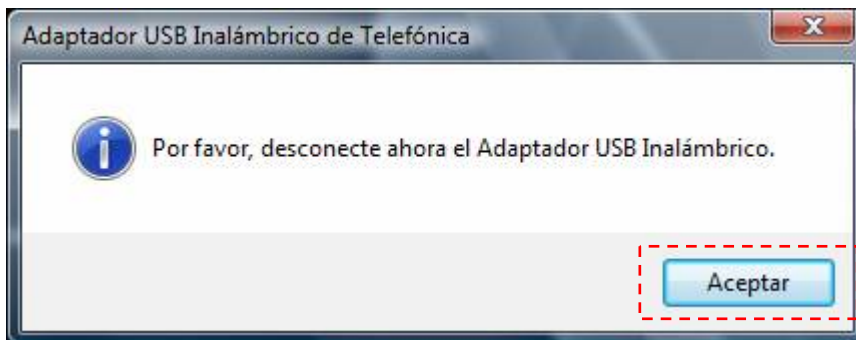 Adaptador USB Inalámbrico de Telefónica
Por favor, desconecte ahora el Adaptador USB Inalámbrico.
Aceptar